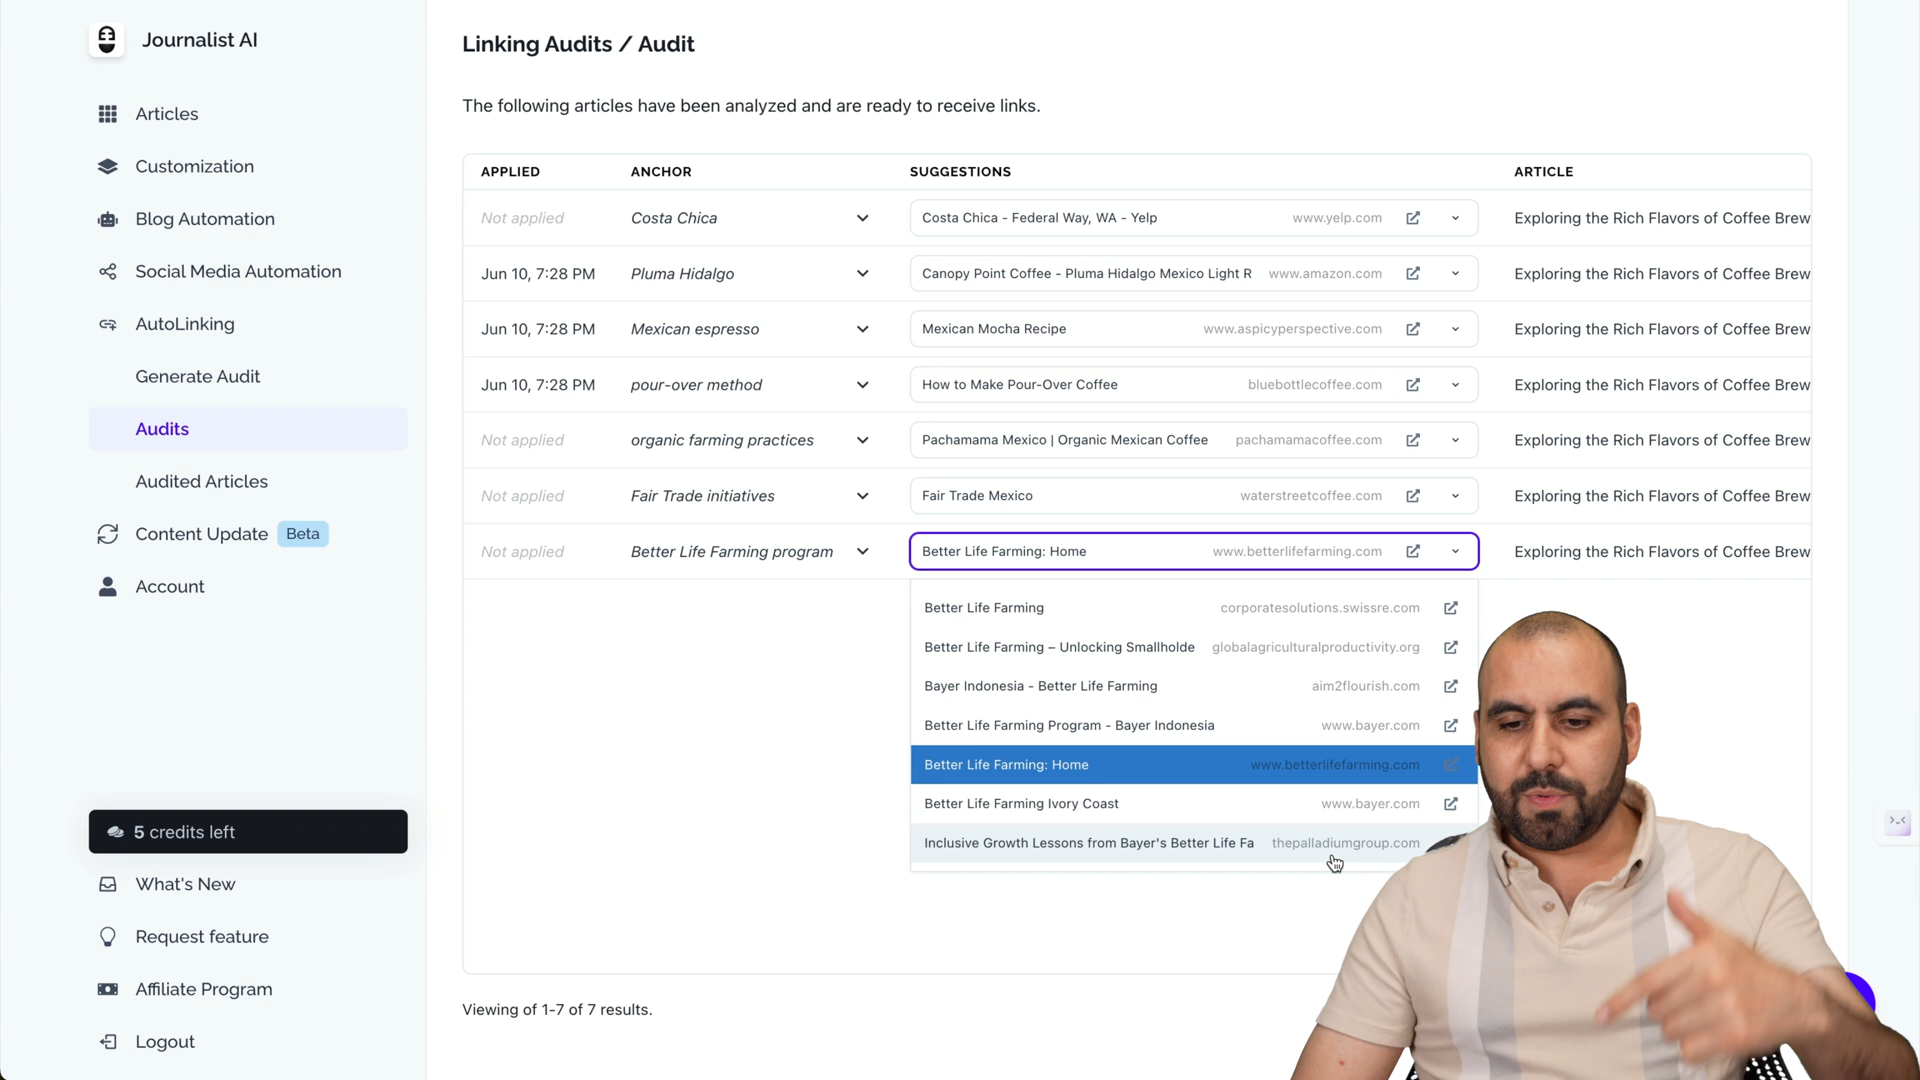 Journalist AI
Articles
Customization
Blog Automation
Social Media Automation
AutoLinking
Generate Audit
Audits
Audited Articles
Content Update Beta
Account
5 credits left
What's New
Request feature
Affiliate Program
Logout
Linking Audits / Audit
The following articles have been analyzed and are ready to receive links.
APPLIED ANCHOR SUGGESTIONS ARTICLE
Not applied Costa Chica Costa Chica - Federal Way, WA - Yelp www.yelp.com Exploring the Rich Flavors of Coffee Brew
Jun 10, 7:28 PM Pluma Hidalgo Canopy Point Coffee - Pluma Hidalgo Mexico Light R www.amazon.com Exploring the Rich Flavors of Coffee Brew
Jun 10, 7:28 PM Mexican espresso Mexican Mocha Recipe www.aspicyperspective.com Exploring the Rich Flavors of Coffee Brew
Jun 10, 7:28 PM pour-over method How to Make Pour-Over Coffee bluebottlecoffee.com Exploring the Rich Flavors of Coffee Brew
Not applied organic farming practices Pachamama Mexico | Organic Mexican Coffee pachamamacoffee.com Exploring the Rich Flavors of Coffee Brew
Not applied Fair Trade initiatives Fair Trade Mexico waterstreetcoffee.com Exploring the Rich Flavors of Coffee Brew
Not applied Better Life Farming program Better Life Farming: Home www.betterlifefarming.com Exploring the Rich Flavors of Coffee Brew
Better Life Farming corporatesolutions.swissre.com
Better Life Farming – Unlocking Smallholde globalagriculturalproductivity.org
Bayer Indonesia - Better Life Farming aim2flourish.com
Better Life Farming Program - Bayer Indonesia www.bayer.com
Better Life Farming: Home www.betterlifefarming.com
Better Life Farming Ivory Coast www.bayer.com
Inclusive Growth Lessons from Bayer's Better Life Fa thepalladiumgroup.com
Viewing of 1-7 of 7 results.